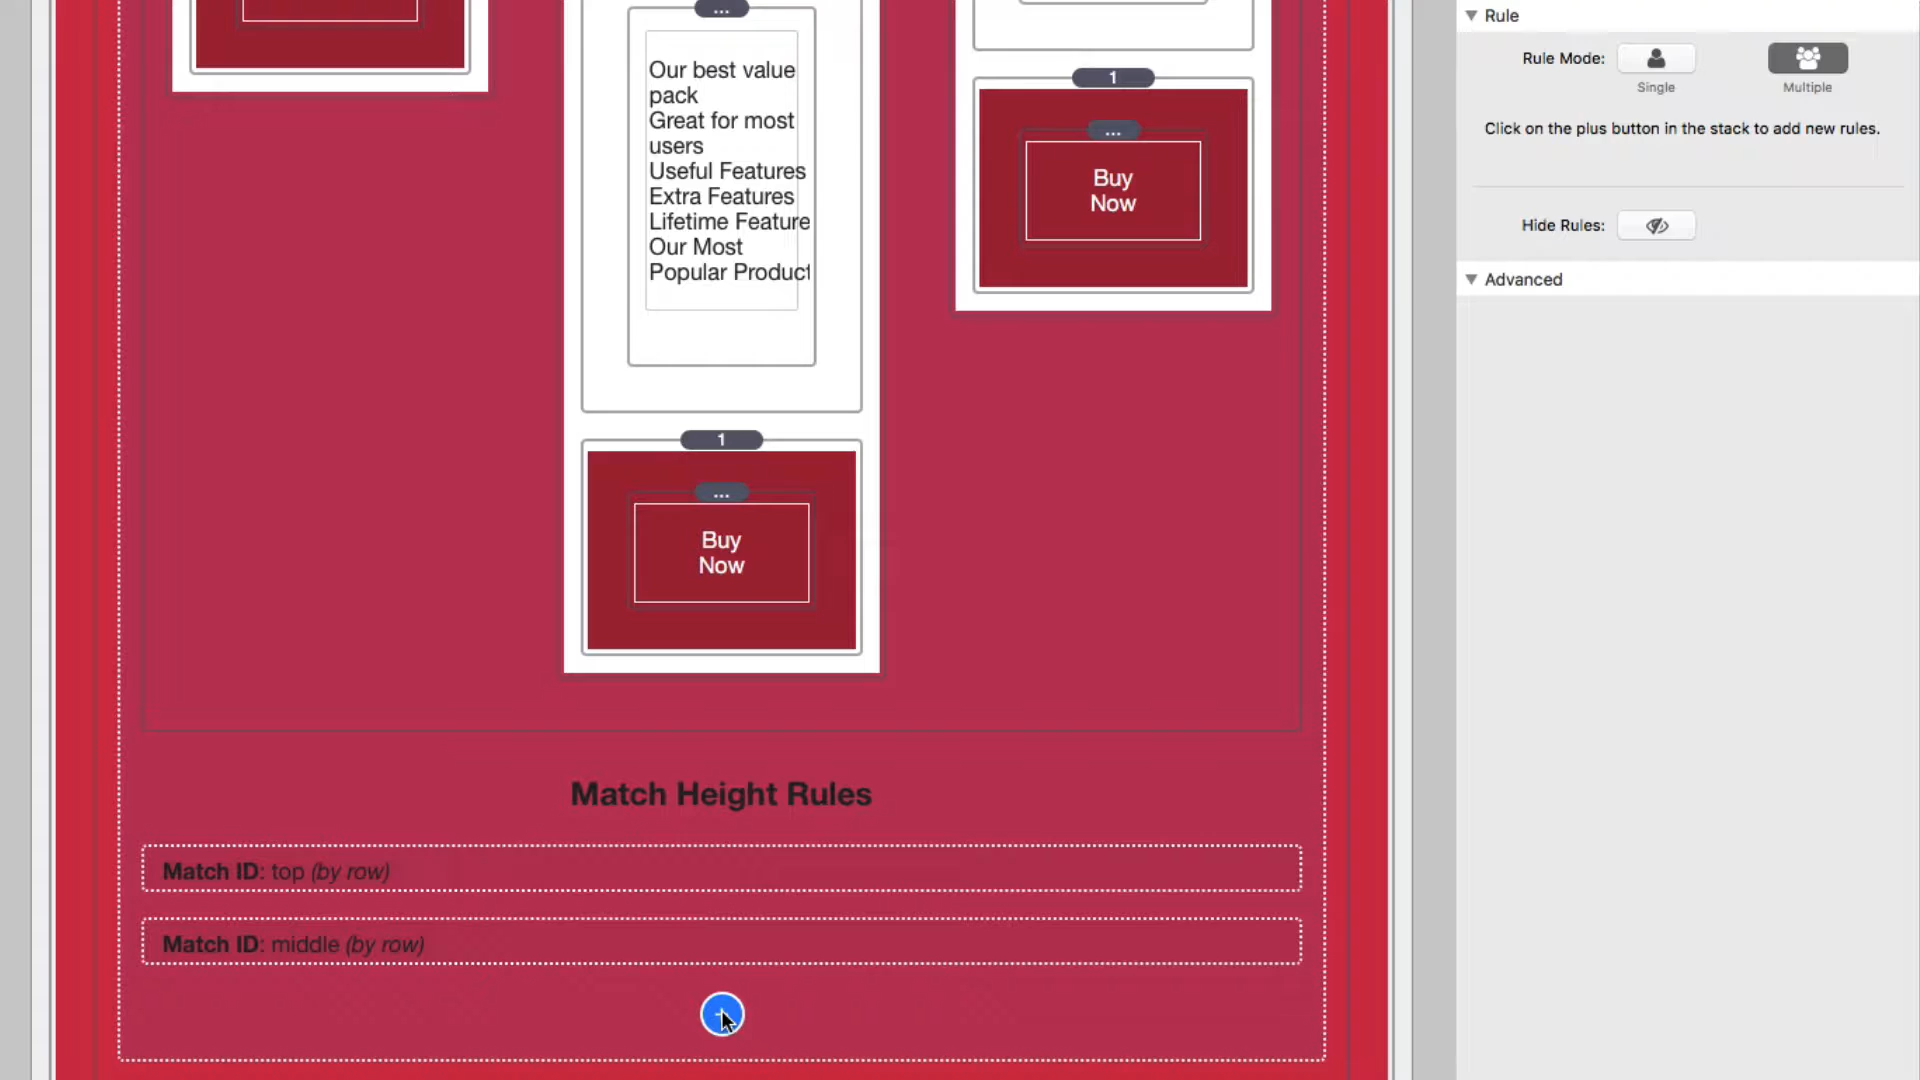 ...
Our best value
pack
Great for most
users
Useful Features
Extra Features
Lifetime Feature
Our Most
Popular Product
1
...
Buy
Now
1
...
Buy
Now
Match Height Rules
Match ID: top (by row)
Match ID: middle (by row)
Rule
Rule Mode:
Single
Multiple
Click on the plus button in the stack to add new rules.
Hide Rules:
Advanced